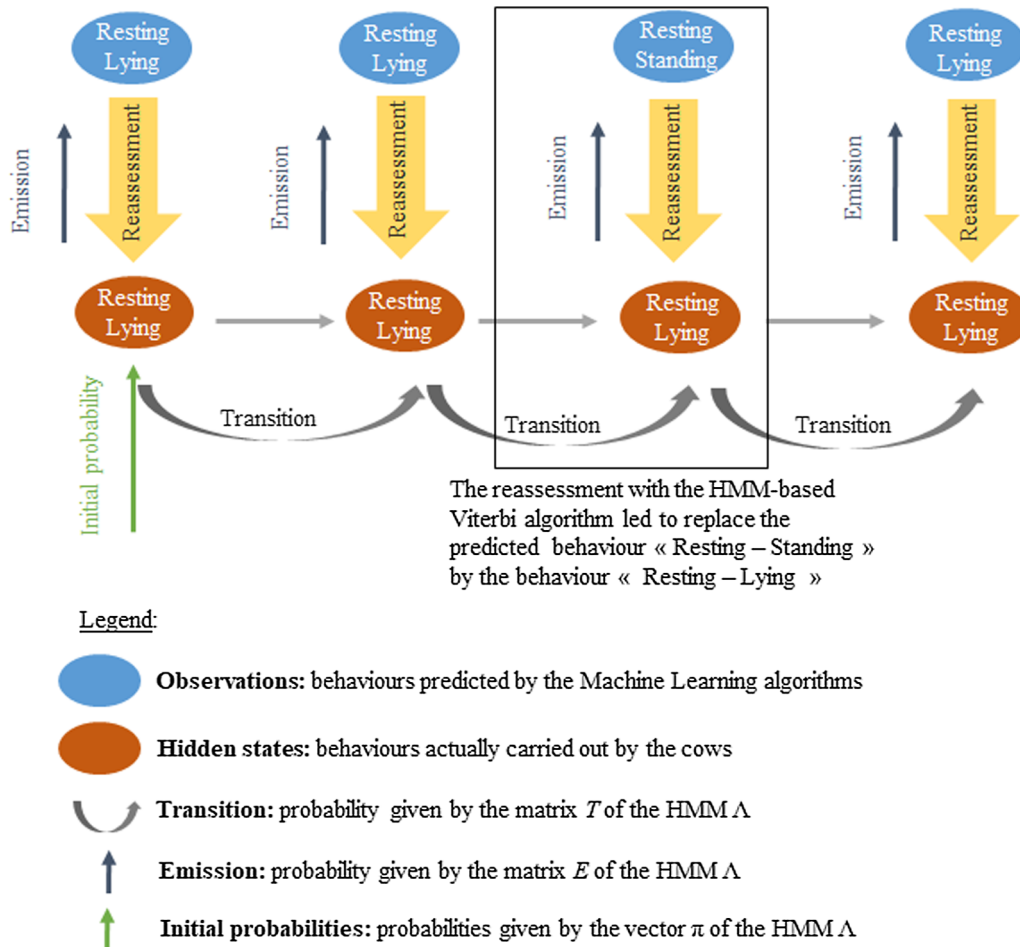 Resting
Lying
Resting
Lying
Resting
Standing
Resting
Lying
Emission
Reassessment
Emission
Reassessment
Emission
Reassessment
Emission
Reassessment
Resting
Lying
Resting
Lying
Resting
Lying
Resting
Lying
Initial probability
Transition
Transition
Transition
The reassessment with the HMM-based
Viterbi algorithm led to replace the
predicted behaviour « Resting – Standing »
by the behaviour « Resting – Lying »
Legend:
Observations: behaviours predicted by the Machine Learning algorithms
Hidden states: behaviours actually carried out by the cows
Transition: probability given by the matrix T of the HMM Λ
Emission: probability given by the matrix E of the HMM Λ
Initial probabilities: probabilities given by the vector π of the HMM Λ